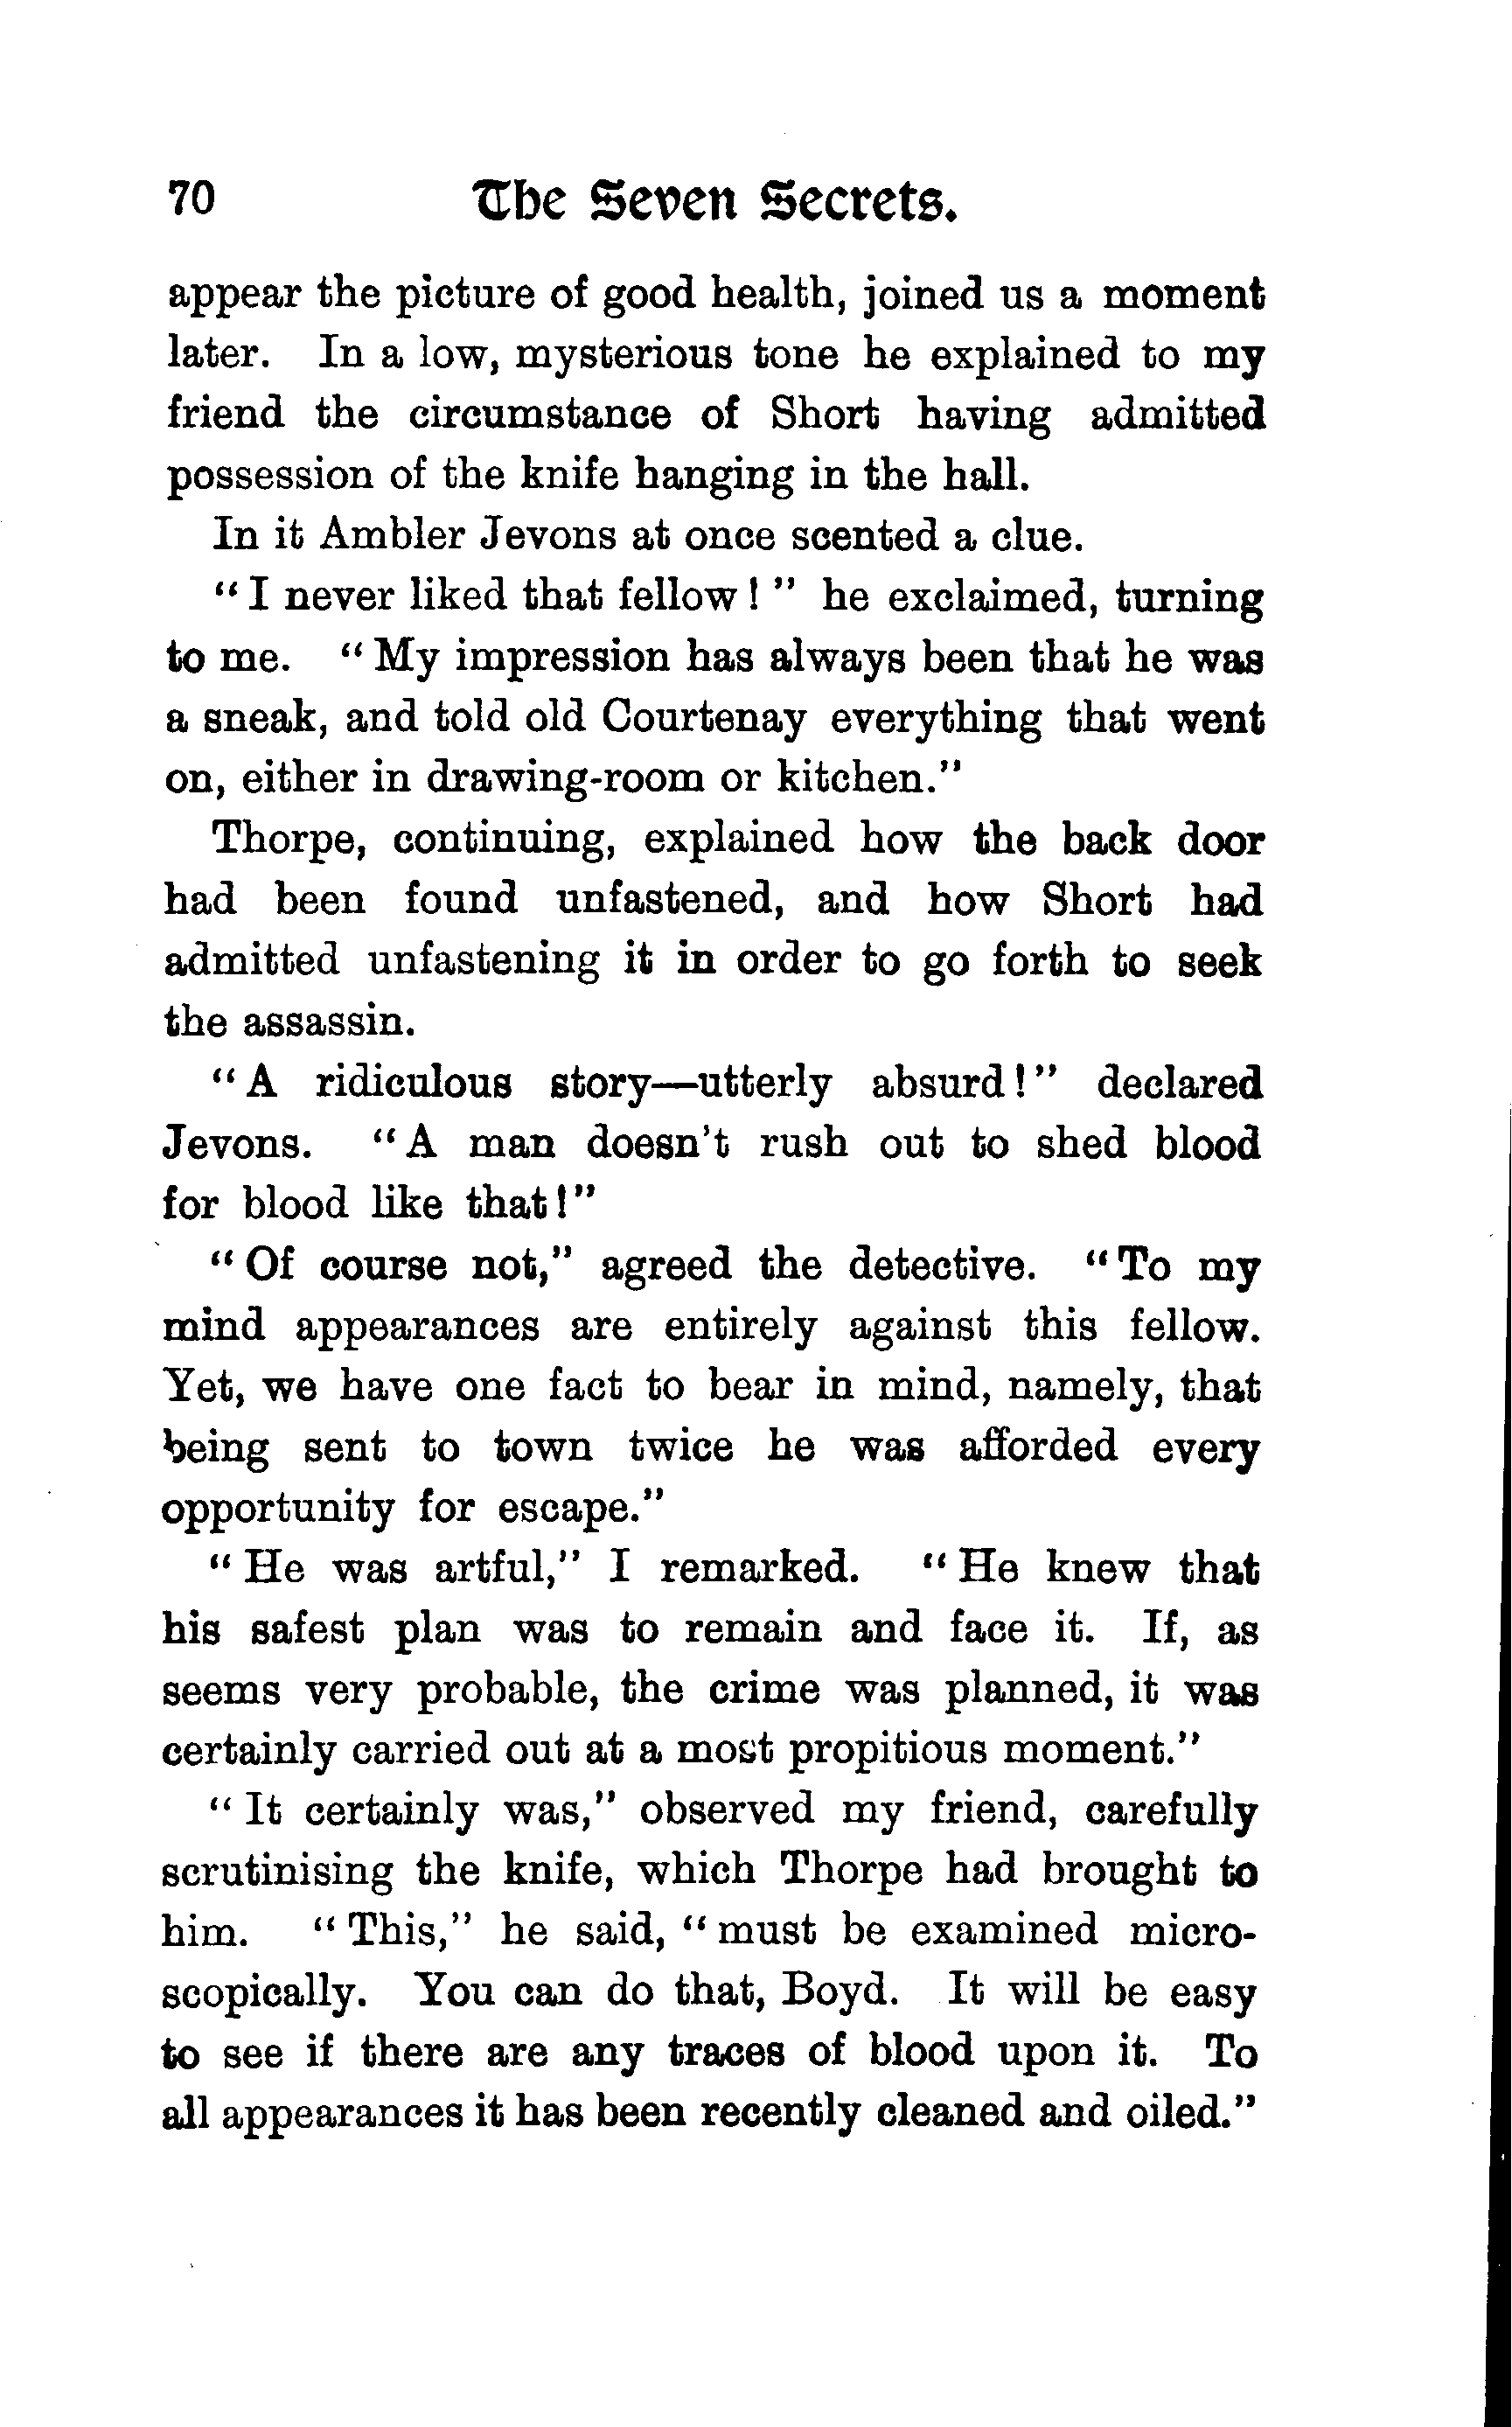 70 The Seven Secrets.
appear the picture of good health, joined us a moment
later. In a low, mysterious tone he explained to my
friend the circumstance of Short having admitted
possession of the knife hanging in the hall.
In it Ambler Jevons at once scented a clue.
"I never liked that fellow!" he exclaimed, turning
to me. "My impression has always been that he was
a sneak, and told old Courtenay everything that went
on, either in drawing-room or kitchen."
Thorpe, continuing, explained how the back door
had been found unfastened, and how Short had
admitted unfastening it in order to go forth to seek
the assassin.
"A ridiculous story—utterly absurd!" declared
Jevons. "A man doesn't rush out to shed blood
for blood like that!"
"Of course not," agreed the detective. "To my
mind appearances are entirely against this fellow.
Yet, we have one fact to bear in mind, namely, that
being sent to town twice he was afforded every
opportunity for escape."
"He was artful," I remarked. "He knew that
his safest plan was to remain and face it. If, as
seems very probable, the crime was planned, it was
certainly carried out at a most propitious moment."
"It certainly was," observed my friend, carefully
scrutinising the knife, which Thorpe had brought to
him. "This," he said, "must be examined micro-
scopically. You can do that, Boyd. It will be easy
to see if there are any traces of blood upon it. To
all appearances it has been recently cleaned and oiled."